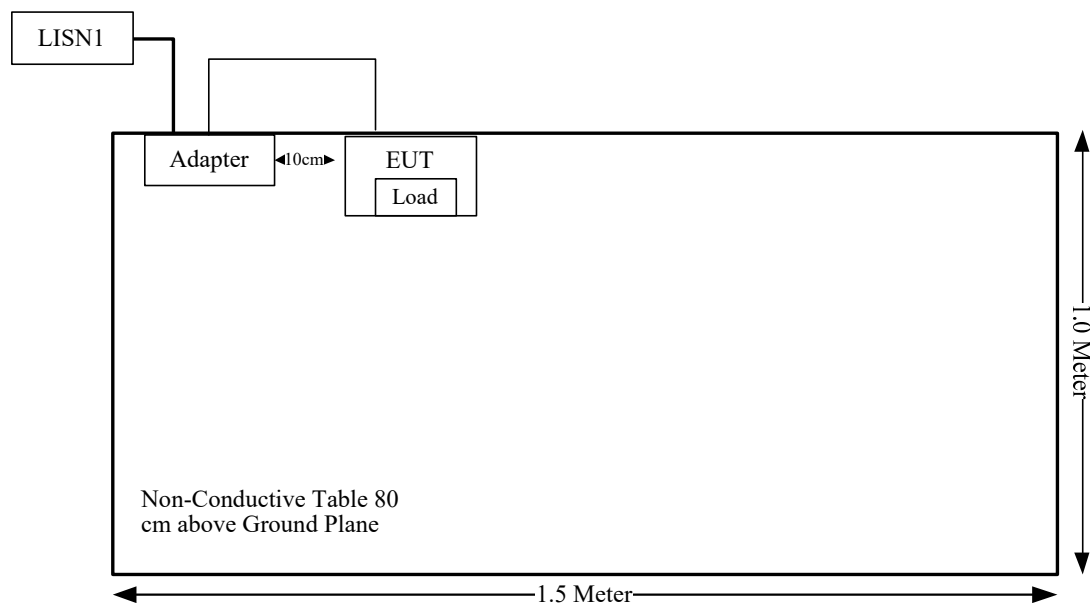 LISN1
Adapter
10cm
EUT
Load
1.0 Meter
Non-Conductive Table 80
cm above Ground Plane
1.5 Meter